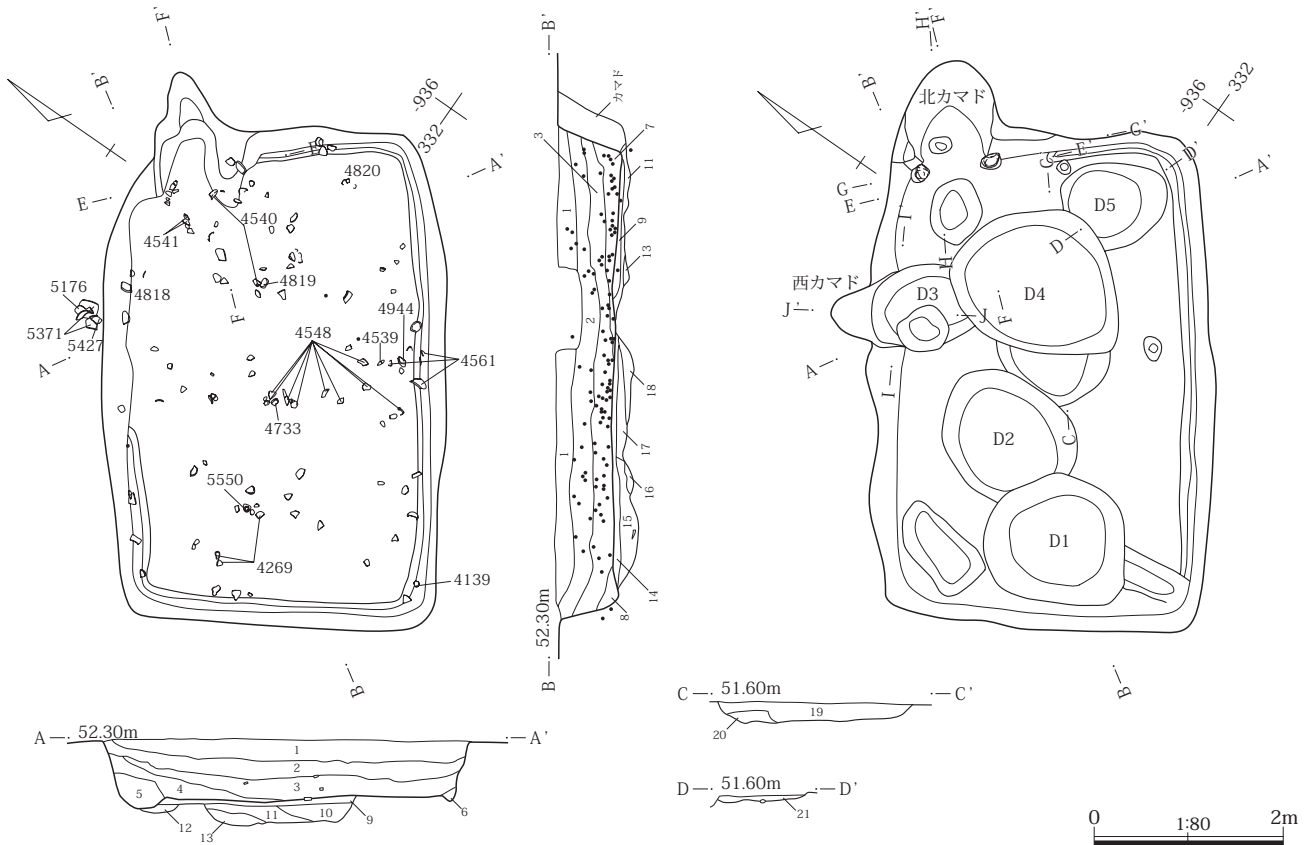 F'
B'
-936
332
A'
E
E'
4820
4540
4541
4819
4818
F
5176
5371
5427
A
4944
4548
4539
4561
4733
5550
4269
4139
B
B'
カマド
3
7
11
1
9
13
2
18
1
17
16
15
14
8
52.30m
B
H'
F'
B'
北カマド
-936
332
G'
E'
G
D'
A'
G
E
I'
D5
D
H
西カマド
J'
D3
D4
J
F
A
I
C
D2
D1
B
A 52.30m A'
1
2
3
4
5
6
9
10
11
12
13
C 51.60m C'
19
20
D 51.60m D'
21
0 1:80 2m